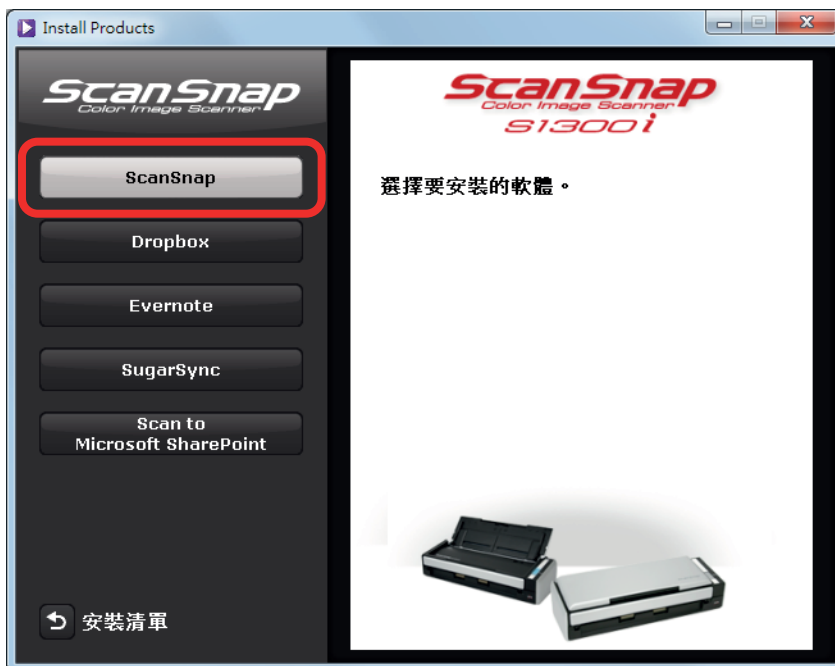 Install Products
ScanSnap
Color Image Scanner
ScanSnap
Dropbox
Evernote
SugarSync
Scan to
Microsoft SharePoint
安裝清單
ScanSnap
Color Image Scanner
S1300i
選擇要安裝的軟體。